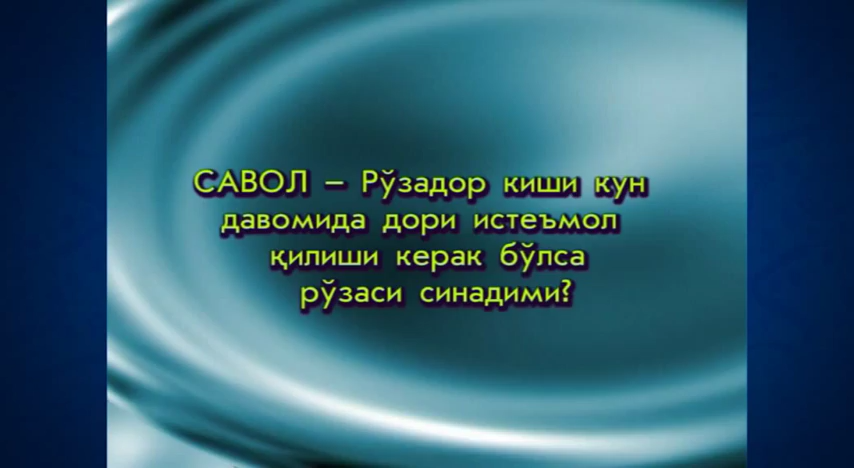 САВОЛ – Рўзадор киши кун
давомида дори истеъмол
қилиши керак бўлса
рўзаси синадими?